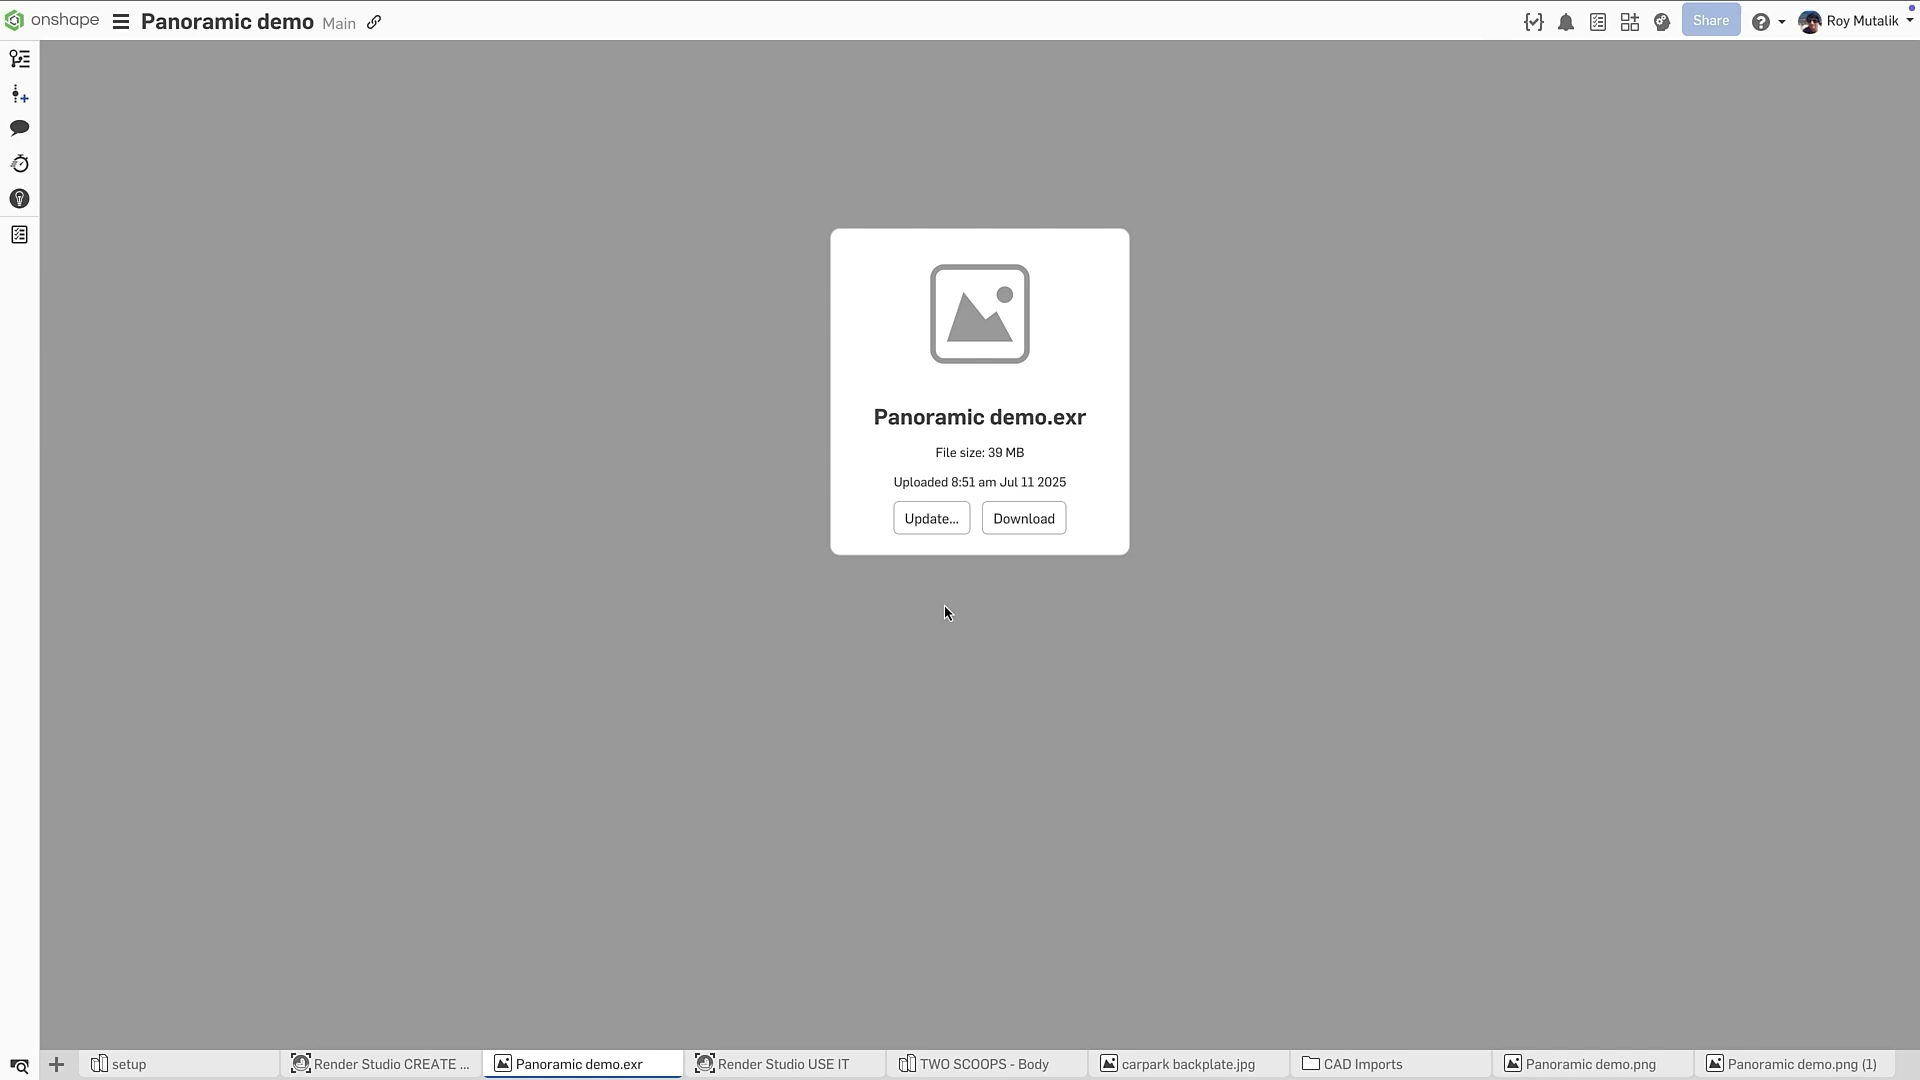 onshape Panoramic demo Main Share Roy Mutalik
Panoramic demo.exr
File size: 39 MB
Uploaded 8:51 am Jul 11 2025
Update... Download
setup Render Studio CREATE ... Panoramic demo.exr Render Studio USE IT TWO SCOOPS - Body carpark backplate.jpg CAD Imports Panoramic demo.png Panoramic demo.png (1)